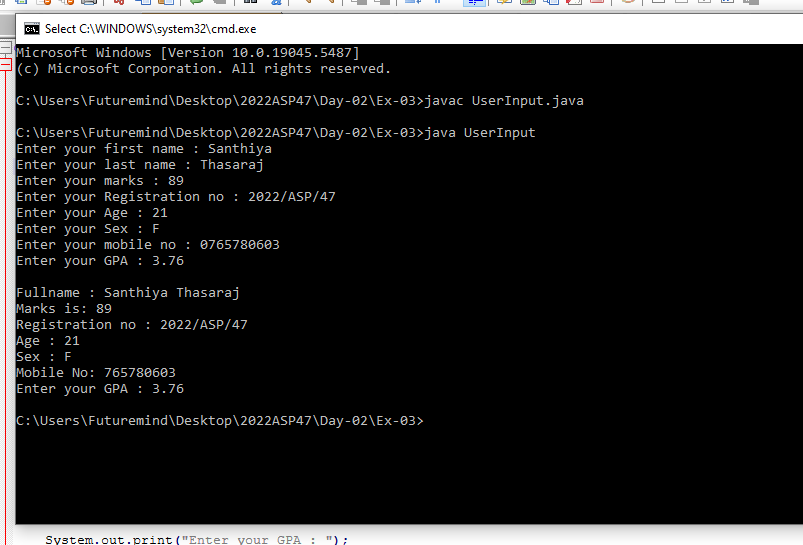 Select C:\WINDOWS\system32\cmd.exe
Microsoft Windows [Version 10.0.19045.5487]
(c) Microsoft Corporation. All rights reserved.
C:\Users\Futuremind\Desktop\2022ASP47\Day-02\Ex-03>javac UserInput.java
C:\Users\Futuremind\Desktop\2022ASP47\Day-02\Ex-03>java UserInput
Enter your first name : Santhiya
Enter your last name : Thasaraj
Enter your marks : 89
Enter your Registration no : 2022/ASP/47
Enter your Age : 21
Enter your Sex : F
Enter your mobile no : 0765780603
Enter your GPA : 3.76
Fullname : Santhiya Thasaraj
Marks is: 89
Registration no : 2022/ASP/47
Age : 21
Sex : F
Mobile No: 765780603
Enter your GPA : 3.76
C:\Users\Futuremind\Desktop\2022ASP47\Day-02\Ex-03>
System.out.print("Enter your GPA : ");